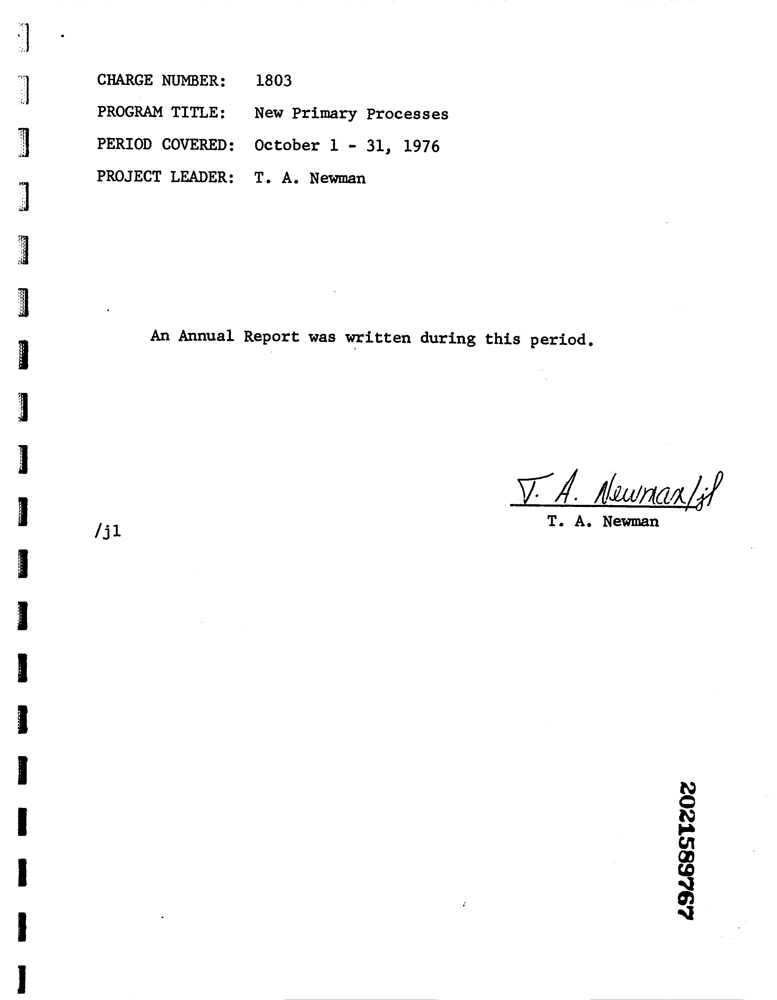 CHARGE NUMBER: 1803
PROGRAM TITLE: New Primary Processes
PERIOD COVERED: October 1 - 31, 1976
PROJECT LEADER: T. A. Newman
An Annual Report was written during this period.
T. A. Newman/jl
T. A. Newman
/jl
2021589767